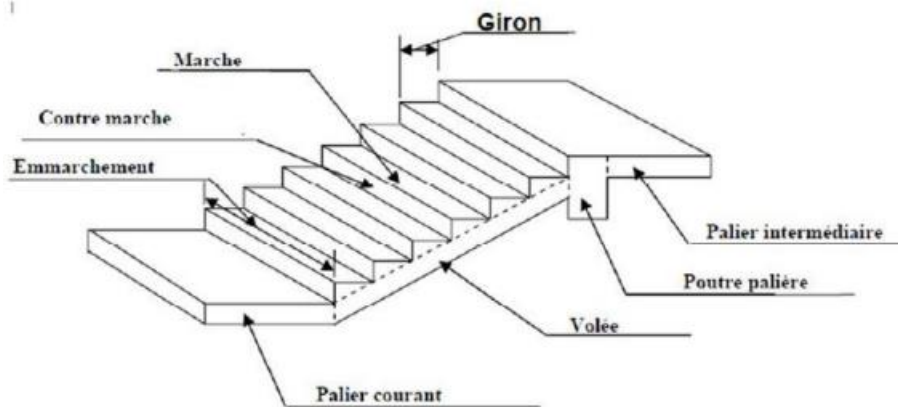 Giron
Marche
Contre marche
Emmarchement
Palier intermédiaire
Poutre palière
Volée
Palier courant